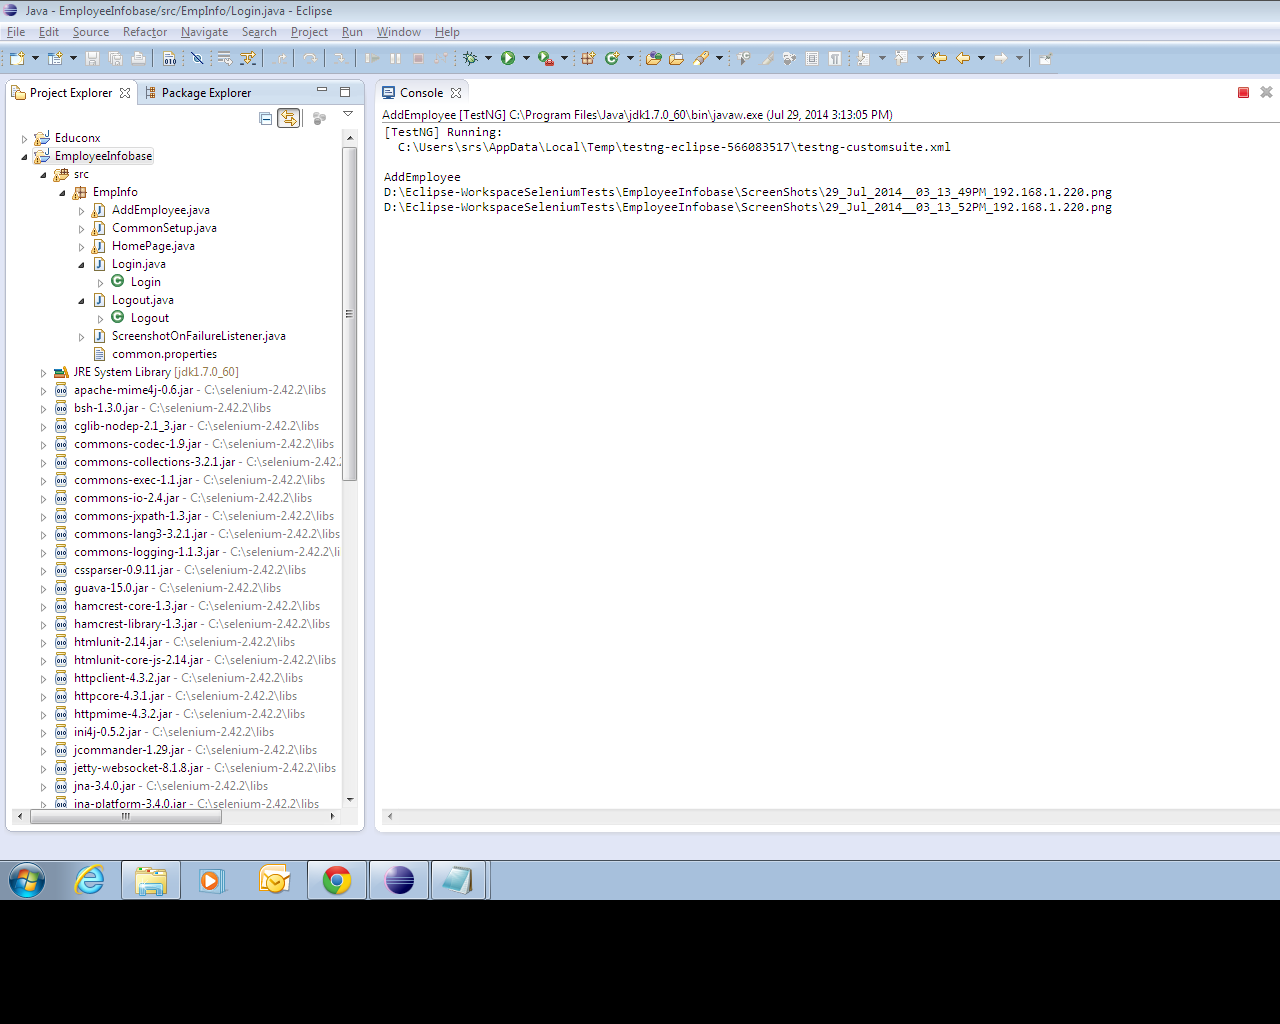 Java - EmployeeInfobase/src/EmpInfo/Login.java - Eclipse
File Edit Source Refactor Navigate Search Project Run Window Help
Project Explorer Package Explorer
Educonx
EmployeeInfobase
src
EmpInfo
AddEmployee.java
CommonSetup.java
HomePage.java
Login.java
Login
Logout.java
Logout
ScreenshotOnFailureListener.java
common.properties
JRE System Library [jdk1.7.0_60]
apache-mime4j-0.6.jar - C:\selenium-2.42.2\libs
bsh-1.3.0.jar - C:\selenium-2.42.2\libs
cglib-nodep-2.1_3.jar - C:\selenium-2.42.2\libs
commons-codec-1.9.jar - C:\selenium-2.42.2\libs
commons-collections-3.2.1.jar - C:\selenium-2.42.
commons-exec-1.1.jar - C:\selenium-2.42.2\libs
commons-io-2.4.jar - C:\selenium-2.42.2\libs
commons-jxpath-1.3.jar - C:\selenium-2.42.2\libs
commons-lang3-3.2.1.jar - C:\selenium-2.42.2\libs
commons-logging-1.1.3.jar - C:\selenium-2.42.2\li
cssparser-0.9.11.jar - C:\selenium-2.42.2\libs
guava-15.0.jar - C:\selenium-2.42.2\libs
hamcrest-core-1.3.jar - C:\selenium-2.42.2\libs
hamcrest-library-1.3.jar - C:\selenium-2.42.2\libs
htmlunit-2.14.jar - C:\selenium-2.42.2\libs
htmlunit-core-js-2.14.jar - C:\selenium-2.42.2\libs
httpclient-4.3.2.jar - C:\selenium-2.42.2\libs
httpcore-4.3.1.jar - C:\selenium-2.42.2\libs
httpmime-4.3.2.jar - C:\selenium-2.42.2\libs
ini4j-0.5.2.jar - C:\selenium-2.42.2\libs
jcommander-1.29.jar - C:\selenium-2.42.2\libs
jetty-websocket-8.1.8.jar - C:\selenium-2.42.2\libs
jna-3.4.0.jar - C:\selenium-2.42.2\libs
jna-platform-3.4.0.jar - C:\selenium-2.42.2\libs
Console
AddEmployee [TestNG] C:\Program Files\Java\jdk1.7.0_60\bin\javaw.exe (Jul 29, 2014 3:13:05 PM)
[TestNG] Running:
C:\Users\srs\AppData\Local\Temp\testng-eclipse-566083517\testng-customsuite.xml
AddEmployee
D:\Eclipse-WorkspaceSeleniumTests\EmployeeInfobase\ScreenShots\29_Jul_2014__03_13_49PM_192.168.1.220.png
D:\Eclipse-WorkspaceSeleniumTests\EmployeeInfobase\ScreenShots\29_Jul_2014__03_13_52PM_192.168.1.220.png